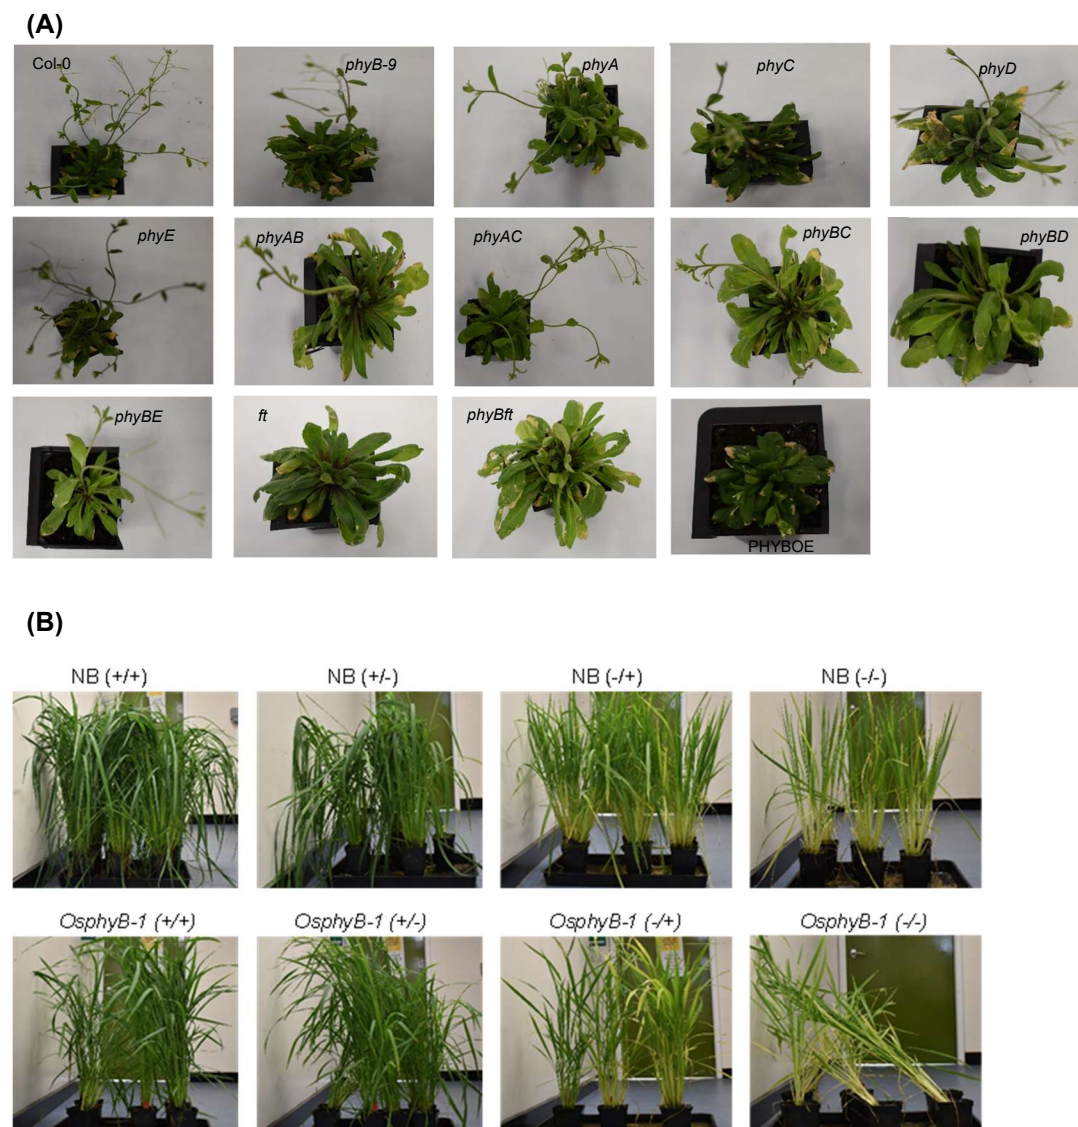 (A)
Col-0
phyB-9
phyA
phyC
phyD
phyE
phyAB
phyAC
phyBC
phyBD
phyBE
ft
phyBft
PHYBOE
(B)
NB (+/+)
NB (+/-)
NB (-/+)
NB (-/-)
OsphyB-1 (+/+)
OsphyB-1 (+/-)
OsphyB-1 (-/+)
OsphyB-1 (-/-)